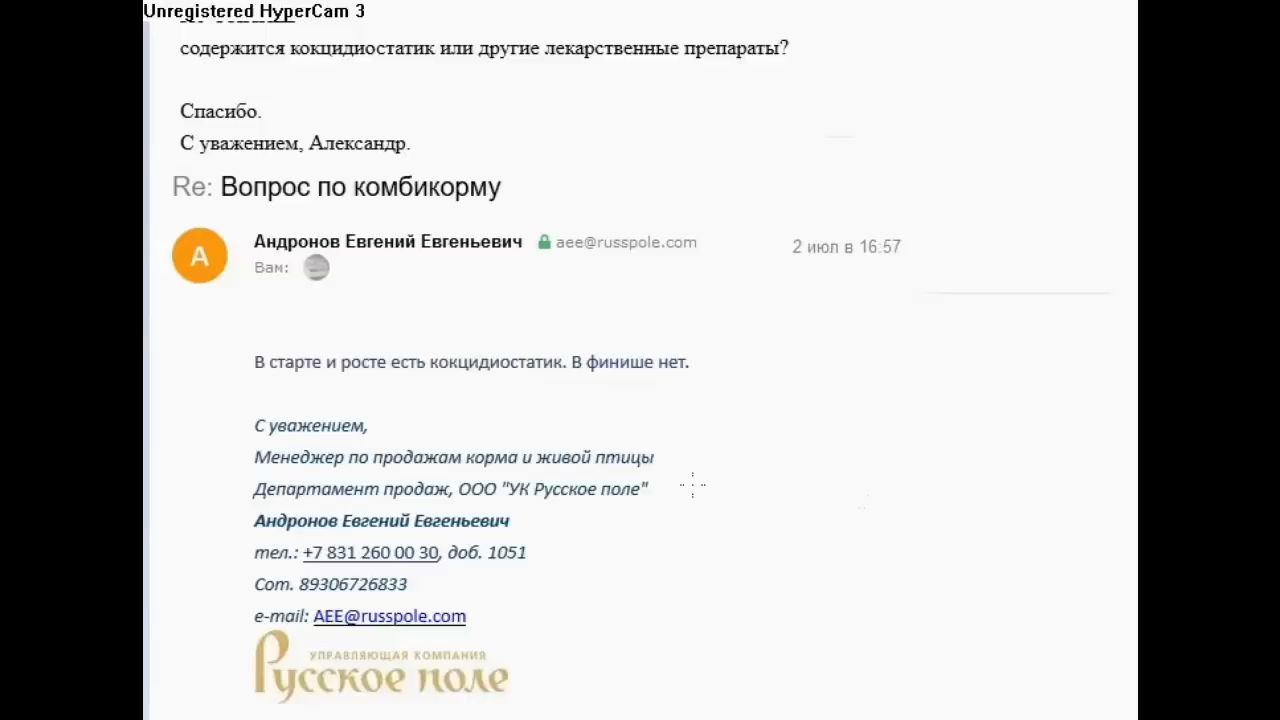 Unregistered HyperCam 3
содержится кокцидиостатик или другие лекарственные препараты?
Спасибо.
С уважением, Александр.
Re: Вопрос по комбикорму
А
Андронов Евгений Евгеньевич aee@russpole.com
2 июл в 16:57
Вам:
В старте и росте есть кокцидиостатик. В финише нет.
С уважением,
Менеджер по продажам корма и живой птицы
Департамент продаж, ООО "УК Русское поле"
Андронов Евгений Евгеньевич
тел.: +7 831 260 00 30, доб. 1051
Сот. 89306726833
e-mail: AEE@russpole.com
УПРАВЛЯЮЩАЯ КОМПАНИЯ
Русское поле